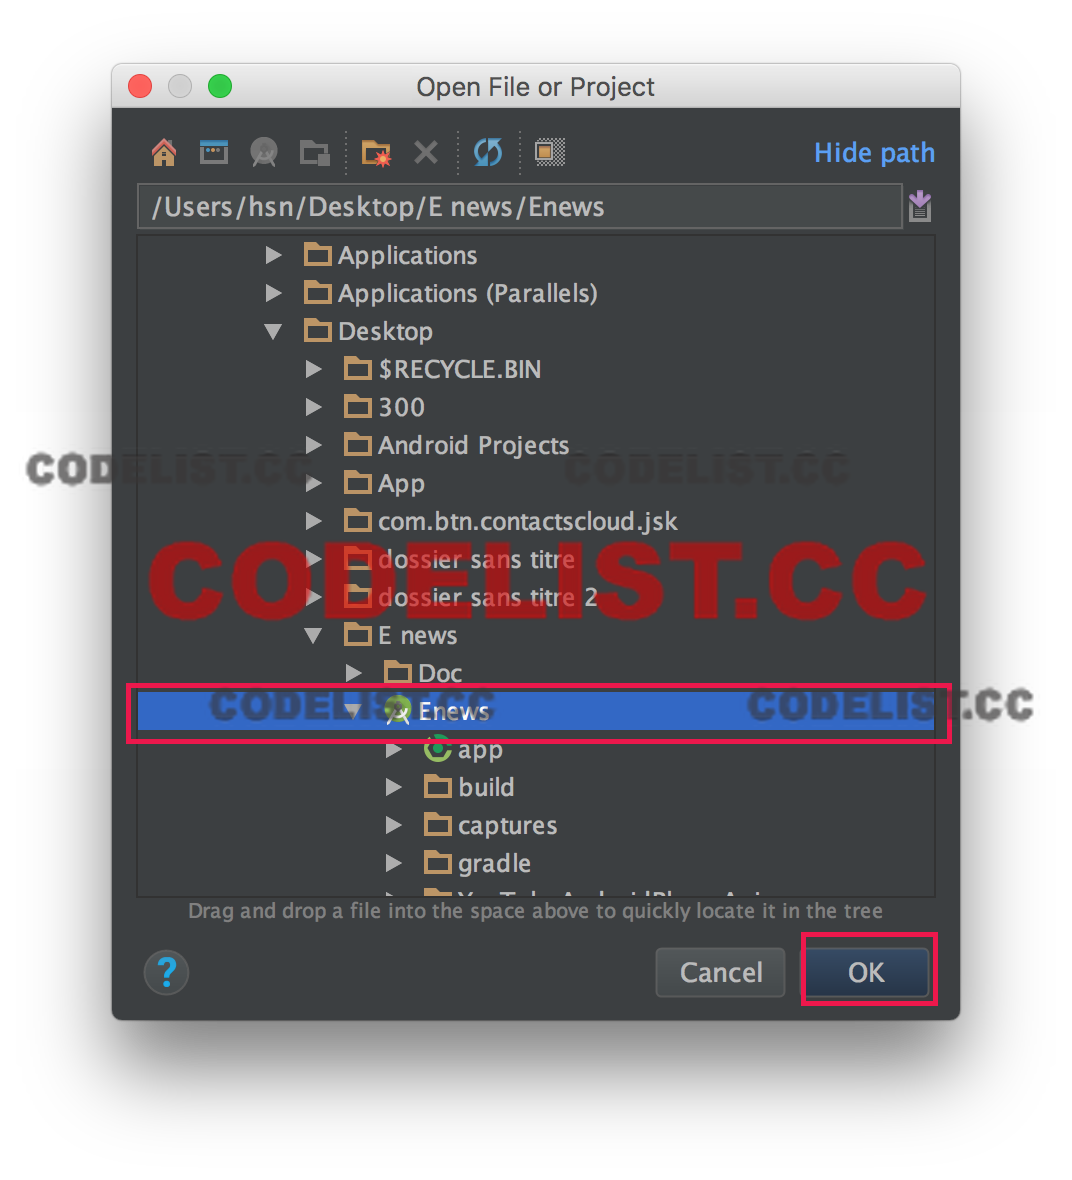 Open File or Project
Hide path
/Users/hsn/Desktop/E news/Enews
Applications
Applications (Parallels)
Desktop
$RECYCLE.BIN
300
Android Projects
CODELIST.CC CODELIST.CC
App
com.btn.contactscloud.jsk
dossier sans titre
CODELIST.CC
dossier sans titre 2
E news
Doc
CODELIST.CC CODELIST.CC
Enews
app
build
captures
gradle
Drag and drop a file into the space above to quickly locate it in the tree
? Cancel OK